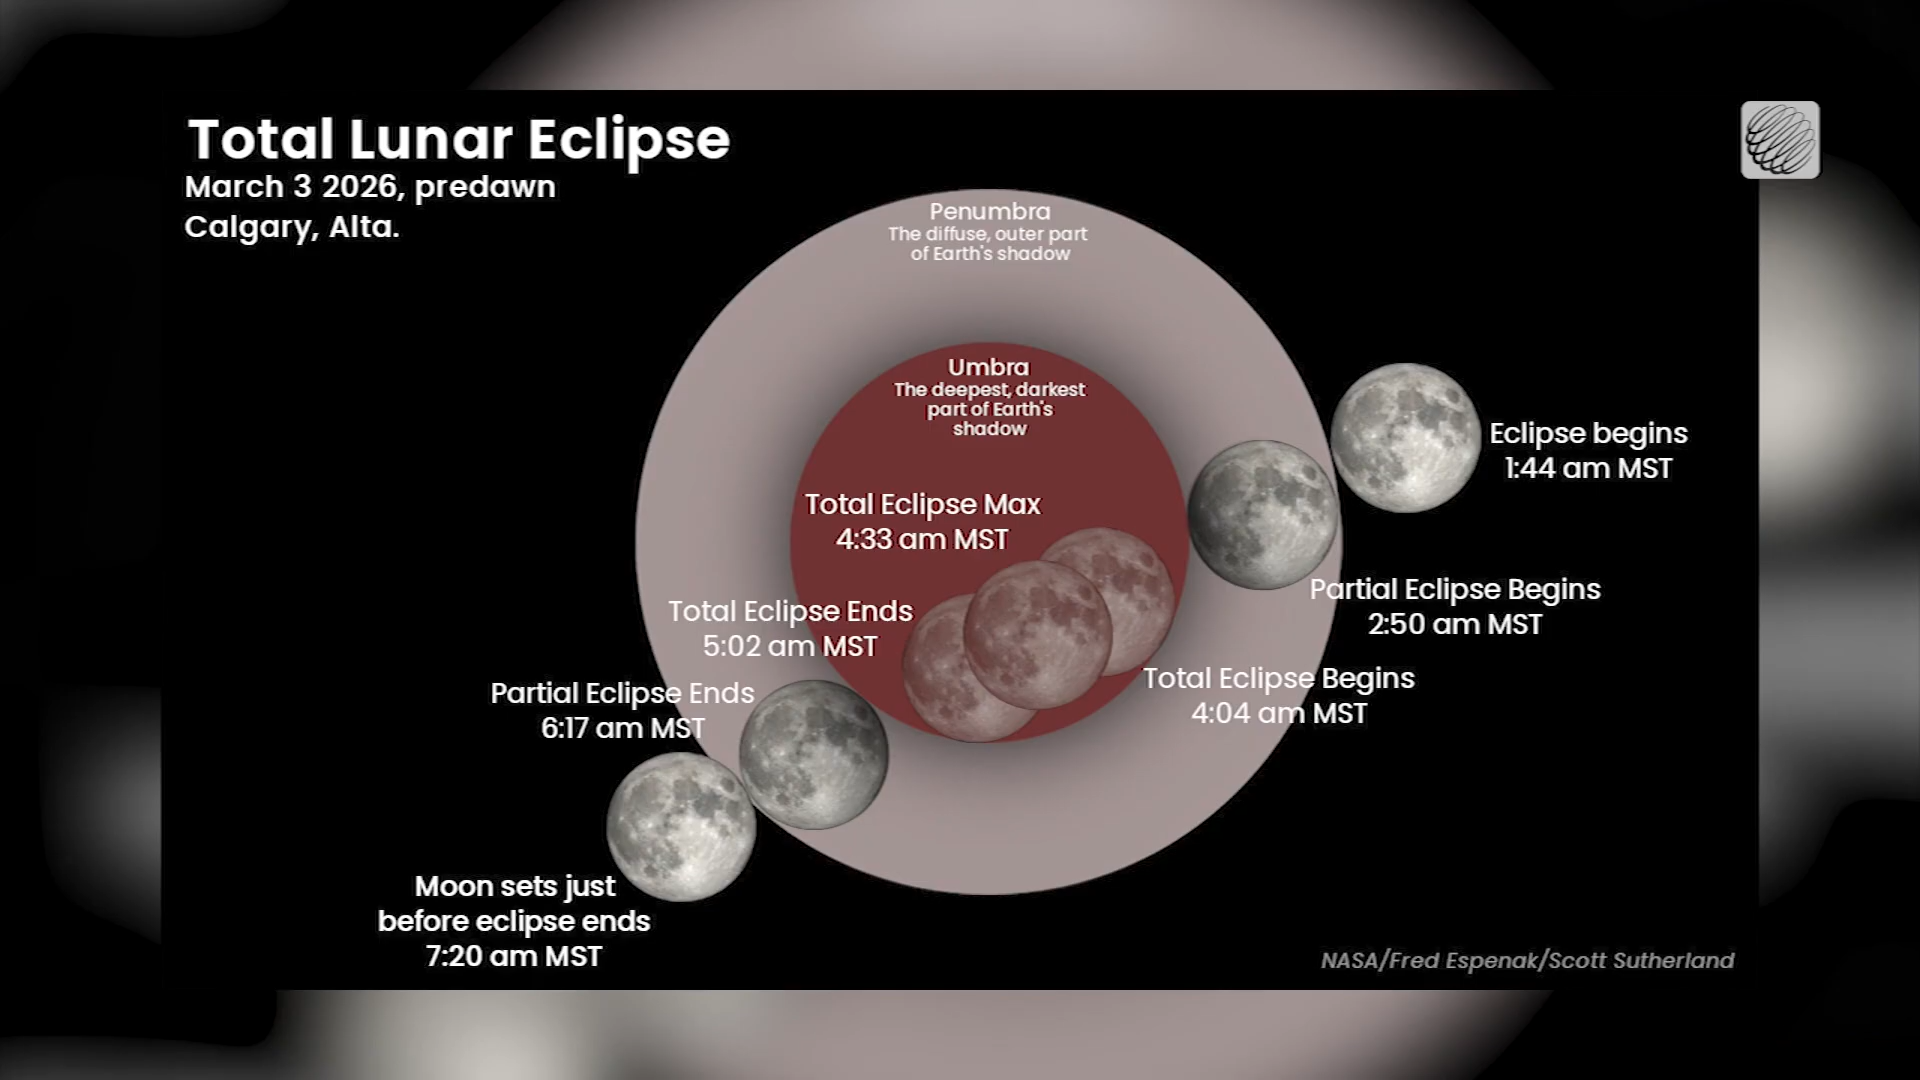 Total Lunar Eclipse
March 3 2026, predawn
Calgary, Alta.
Penumbra
The diffuse, outer part
of Earth's shadow
Umbra
The deepest, darkest
part of Earth's
shadow
Eclipse begins
1:44 am MST
Partial Eclipse Begins
2:50 am MST
Total Eclipse Begins
4:04 am MST
Total Eclipse Max
4:33 am MST
Total Eclipse Ends
5:02 am MST
Partial Eclipse Ends
6:17 am MST
Moon sets just
before eclipse ends
7:20 am MST
NASA/Fred Espenak/Scott Sutherland